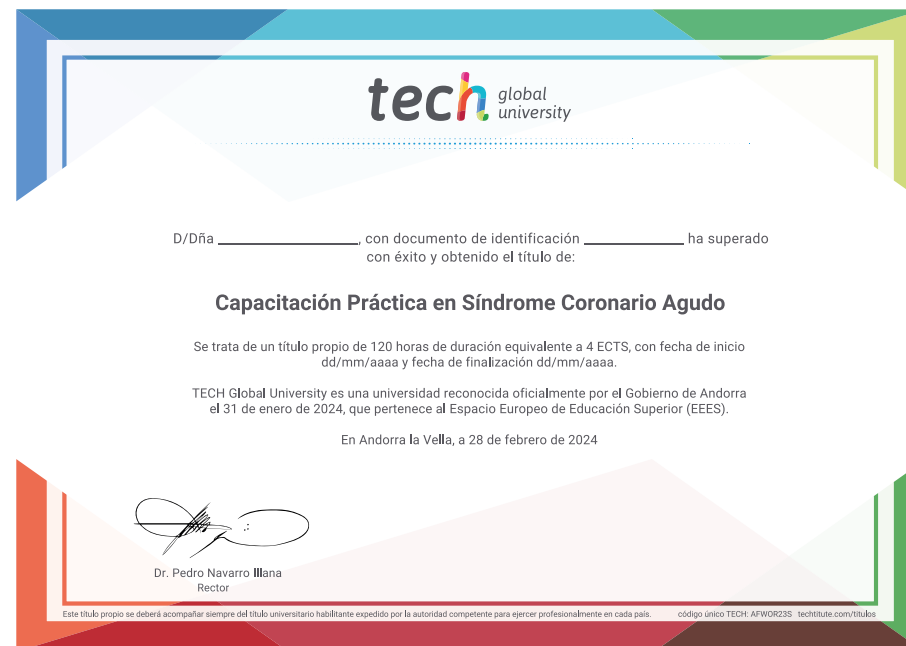 tech global university
D/Dña ____________________, con documento de identificación ______________ ha superado
con éxito y obtenido el título de:
Capacitación Práctica en Síndrome Coronario Agudo
Se trata de un título propio de 120 horas de duración equivalente a 4 ECTS, con fecha de inicio
dd/mm/aaaa y fecha de finalización dd/mm/aaaa.
TECH Global University es una universidad reconocida oficialmente por el Gobierno de Andorra
el 31 de enero de 2024, que pertenece al Espacio Europeo de Educación Superior (EEES).
En Andorra la Vella, a 28 de febrero de 2024
Dr. Pedro Navarro Illana
Rector
Este título propio se deberá acompañar siempre del título universitario habilitante expedido por la autoridad competente para ejercer profesionalmente en cada país. código único TECH: AFWOR23S techtitute.com/titulos